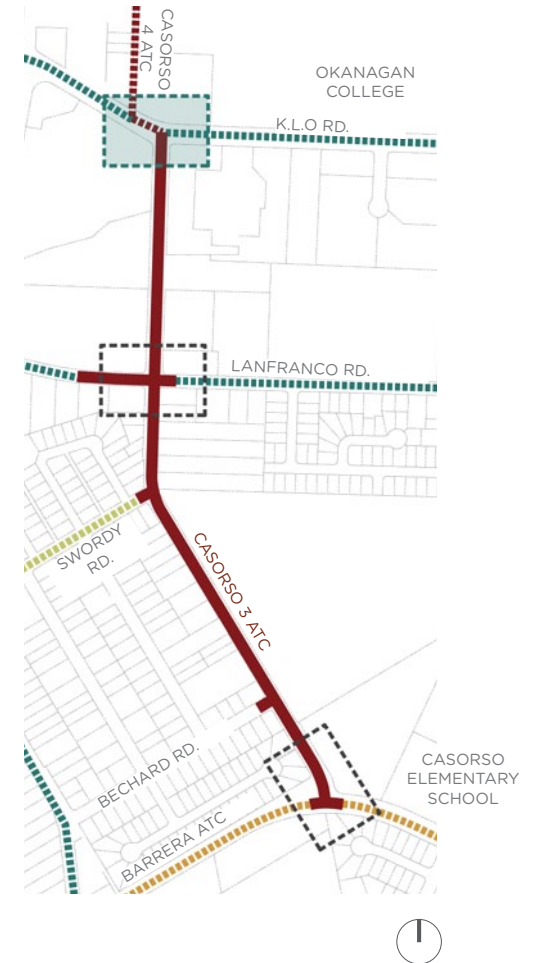 CASORSO
4 ATC
OKANAGAN
COLLEGE
K.L.O RD.
LANFRANCO RD.
SWORDY
RD.
CASORSO 3 ATC
BECHARD RD.
CASORSO
ELEMENTARY
SCHOOL
BARRERA ATC